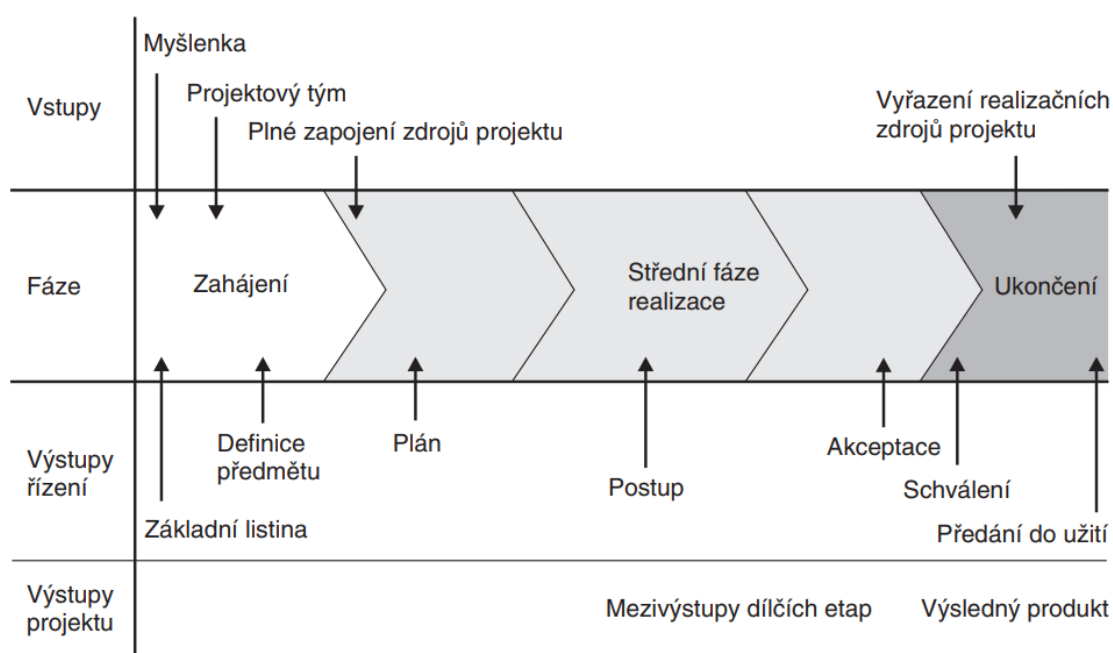 Myšlenka
Projektový tým
Vstupy
Plné zapojení zdrojů projektu
Vyřazení realizačních
zdrojů projektu
Fáze
Zahájení
Střední fáze
realizace
Ukončení
Výstupy
řízení
Definice
předmětu
Plán
Postup
Akceptace
Schválení
Základní listina
Předání do užití
Výstupy
projektu
Mezivýstupy dílčích etap
Výsledný produkt